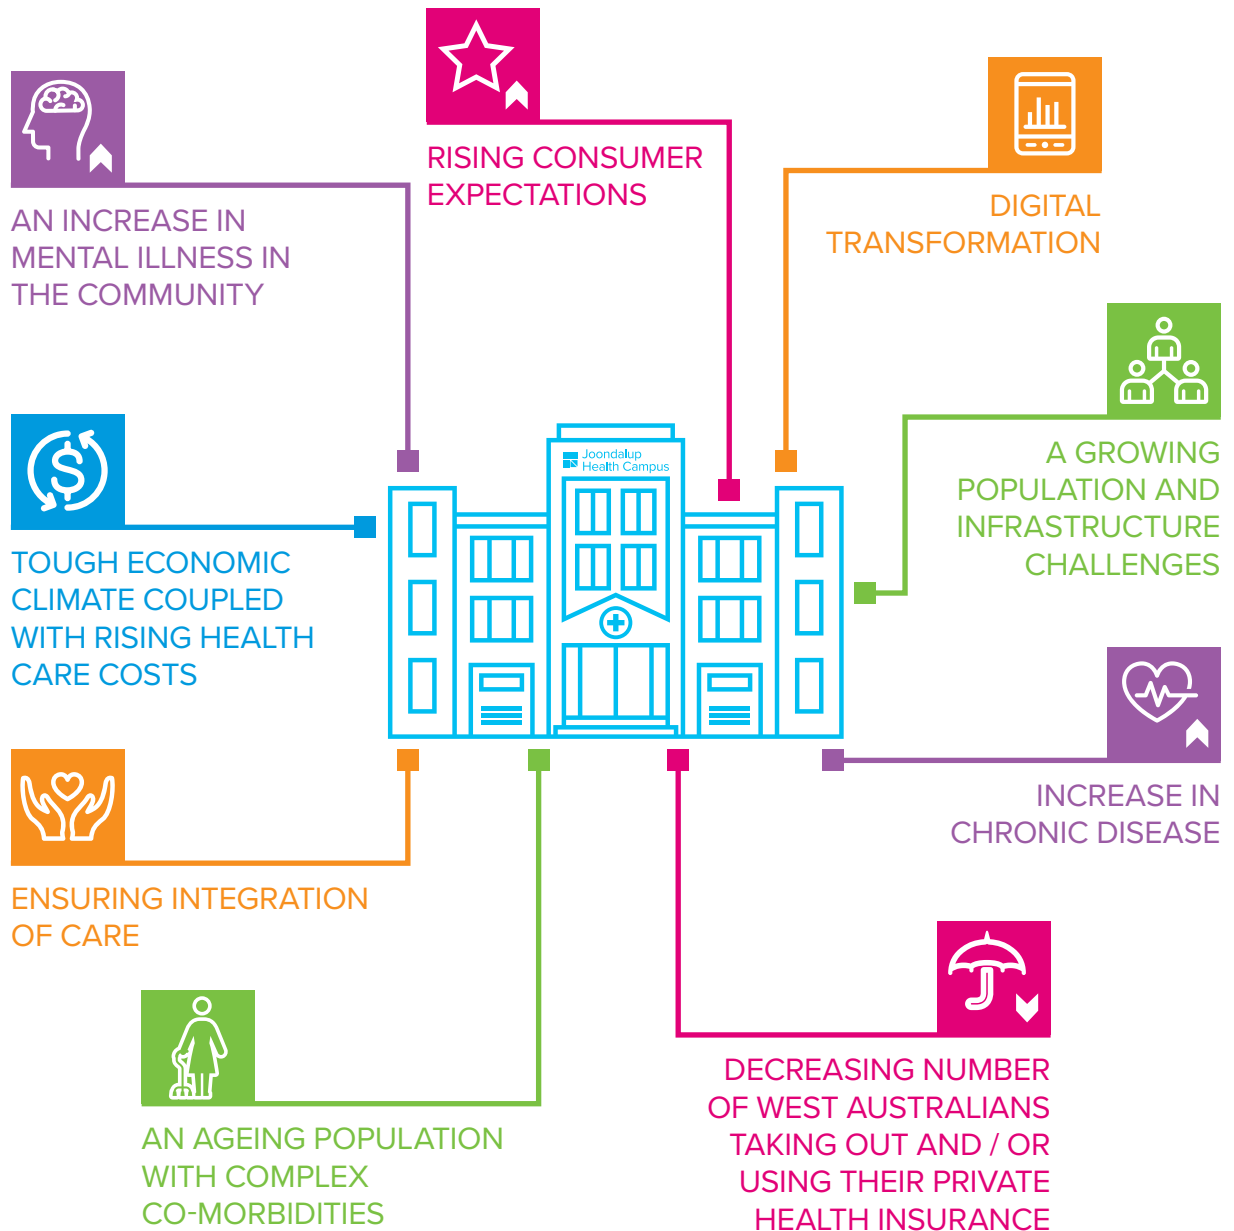 RISING CONSUMER
EXPECTATIONS
DIGITAL
TRANSFORMATION
AN INCREASE IN
MENTAL ILLNESS IN
THE COMMUNITY
Joondalup
Health Campus
A GROWING
POPULATION AND
INFRASTRUCTURE
CHALLENGES
TOUGH ECONOMIC
CLIMATE COUPLED
WITH RISING HEALTH
CARE COSTS
INCREASE IN
CHRONIC DISEASE
ENSURING INTEGRATION
OF CARE
AN AGEING POPULATION
WITH COMPLEX
CO-MORBIDITIES
DECREASING NUMBER
OF WEST AUSTRALIANS
TAKING OUT AND / OR
USING THEIR PRIVATE
HEALTH INSURANCE